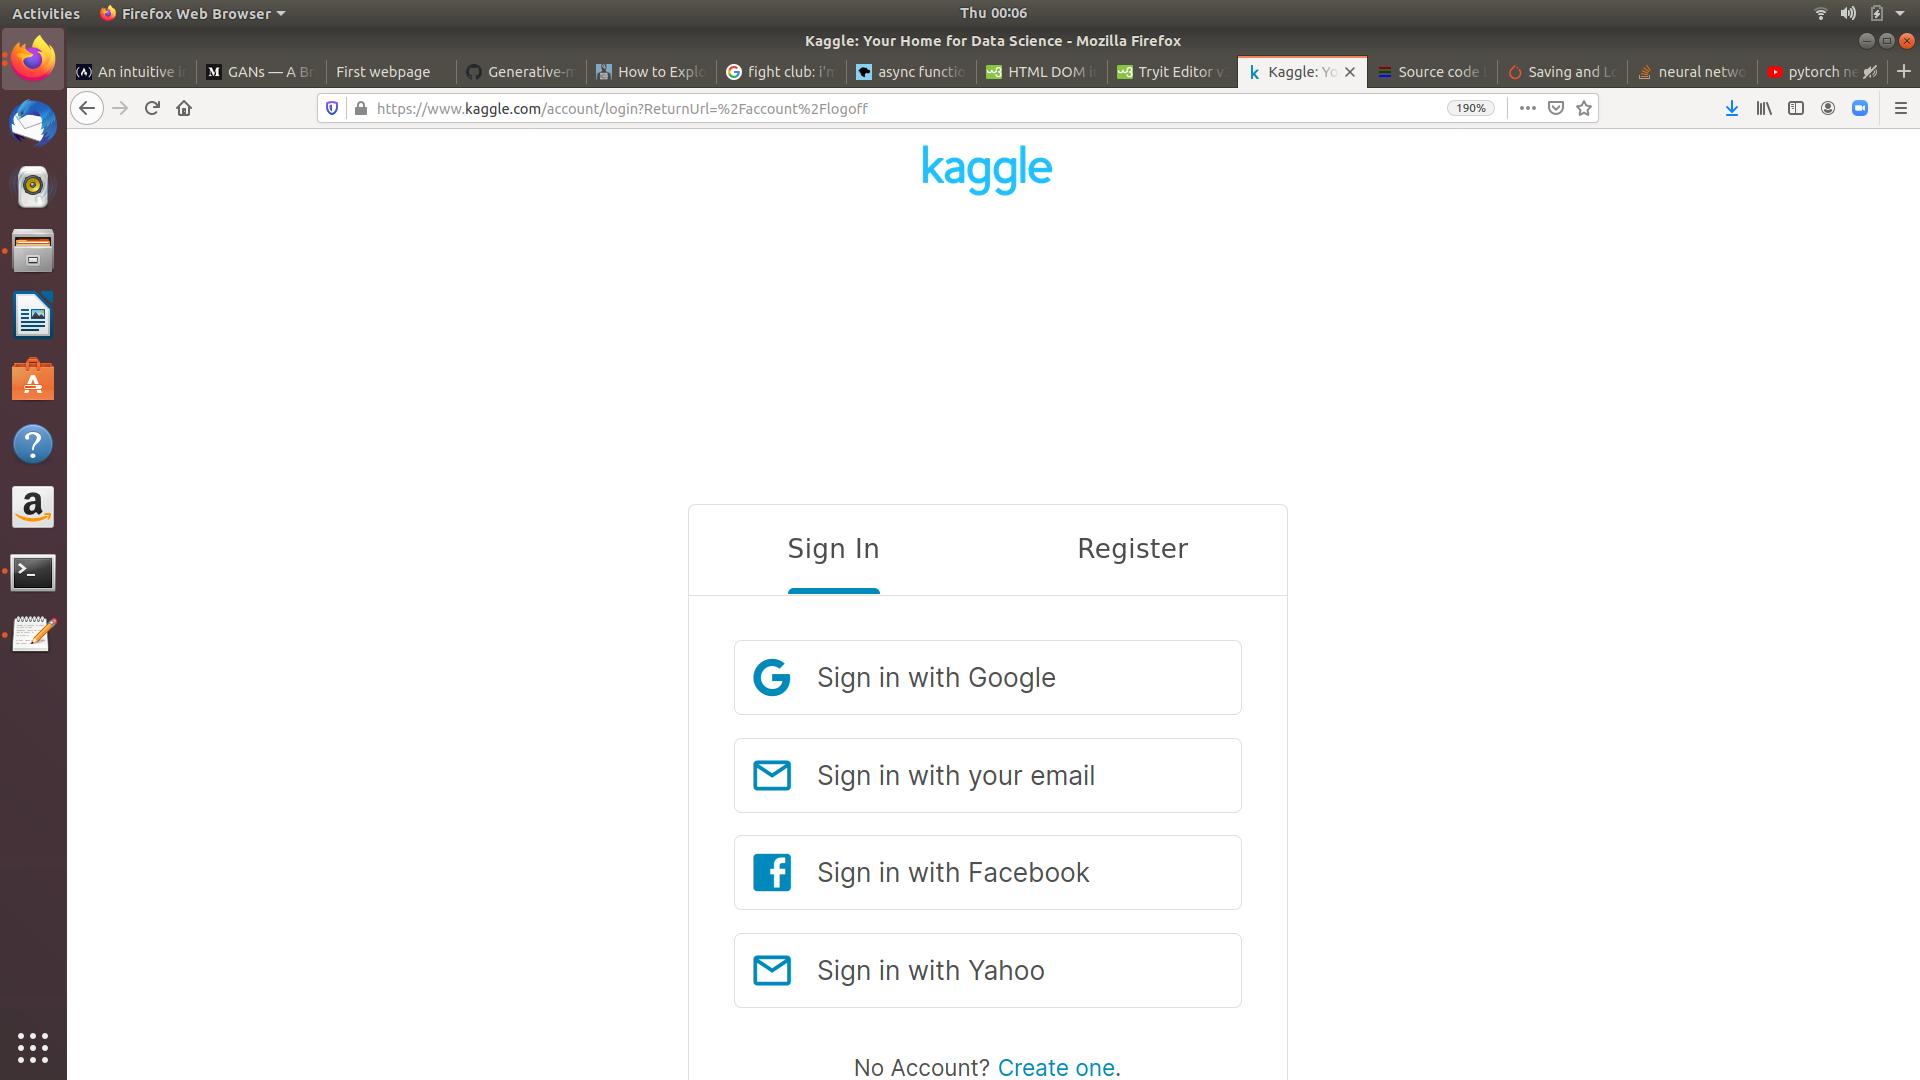 Activities Firefox Web Browser Thu 00:06
Kaggle: Your Home for Data Science - Mozilla Firefox
An intuitive i GANs — A Br First webpage Generative-m How to Explo fight club: i'm async functio HTML DOM i Tryit Editor v Kaggle: Yo Source code Saving and Lo neural netwo pytorch ne
https://www.kaggle.com/account/login?ReturnUrl=%2Faccount%2Flogoff 190%
kaggle
Sign In Register
Sign in with Google
Sign in with your email
Sign in with Facebook
Sign in with Yahoo
No Account? Create one.